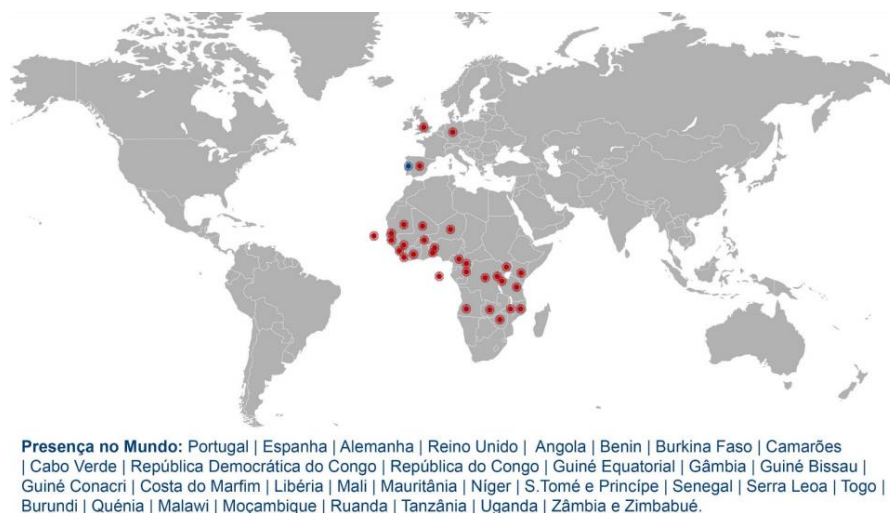 Presença no Mundo: Portugal | Espanha | Alemanha | Reino Unido | Angola | Benin | Burkina Faso | Camarões
| Cabo Verde | República Democrática do Congo | República do Congo | Guiné Equatorial | Gâmbia | Guiné Bissau |
Guiné Conacri | Costa do Marfim | Libéria | Mali | Mauritânia | Níger | S.Tomé e Princípe | Senegal | Serra Leoa | Togo |
Burundi | Quénia | Malawi | Moçambique | Ruanda | Tanzânia | Uganda | Zâmbia e Zimbabué.